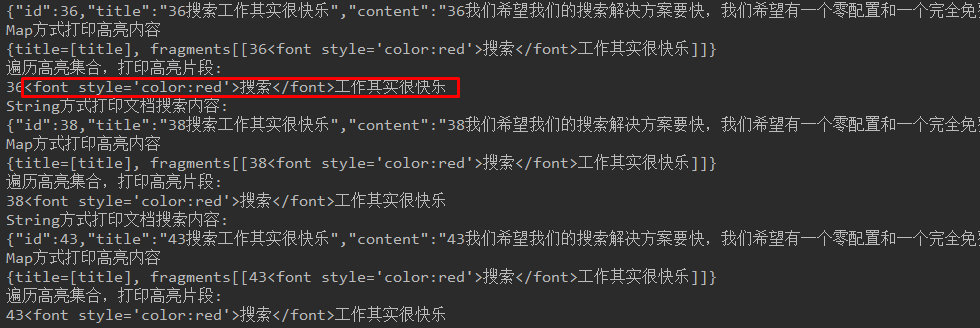 {"id":36,"title":"36搜索工作其实很快乐","content":"36我们希望我们的搜索解决方案要快，我们希望有一个零配置和一个完全免
Map方式打印高亮内容
{title=[title], fragments[[36<font style='color:red'>搜索</font>工作其实很快乐]]}
遍历高亮集合，打印高亮片段:
36<font style='color:red'>搜索</font>工作其实很快乐
String方式打印文档搜索内容:
{"id":38,"title":"38搜索工作其实很快乐","content":"38我们希望我们的搜索解决方案要快，我们希望有一个零配置和一个完全免
Map方式打印高亮内容
{title=[title], fragments[[38<font style='color:red'>搜索</font>工作其实很快乐]]}
遍历高亮集合，打印高亮片段:
38<font style='color:red'>搜索</font>工作其实很快乐
String方式打印文档搜索内容:
{"id":43,"title":"43搜索工作其实很快乐","content":"43我们希望我们的搜索解决方案要快，我们希望有一个零配置和一个完全免
Map方式打印高亮内容
{title=[title], fragments[[43<font style='color:red'>搜索</font>工作其实很快乐]]}
遍历高亮集合，打印高亮片段:
43<font style='color:red'>搜索</font>工作其实很快乐